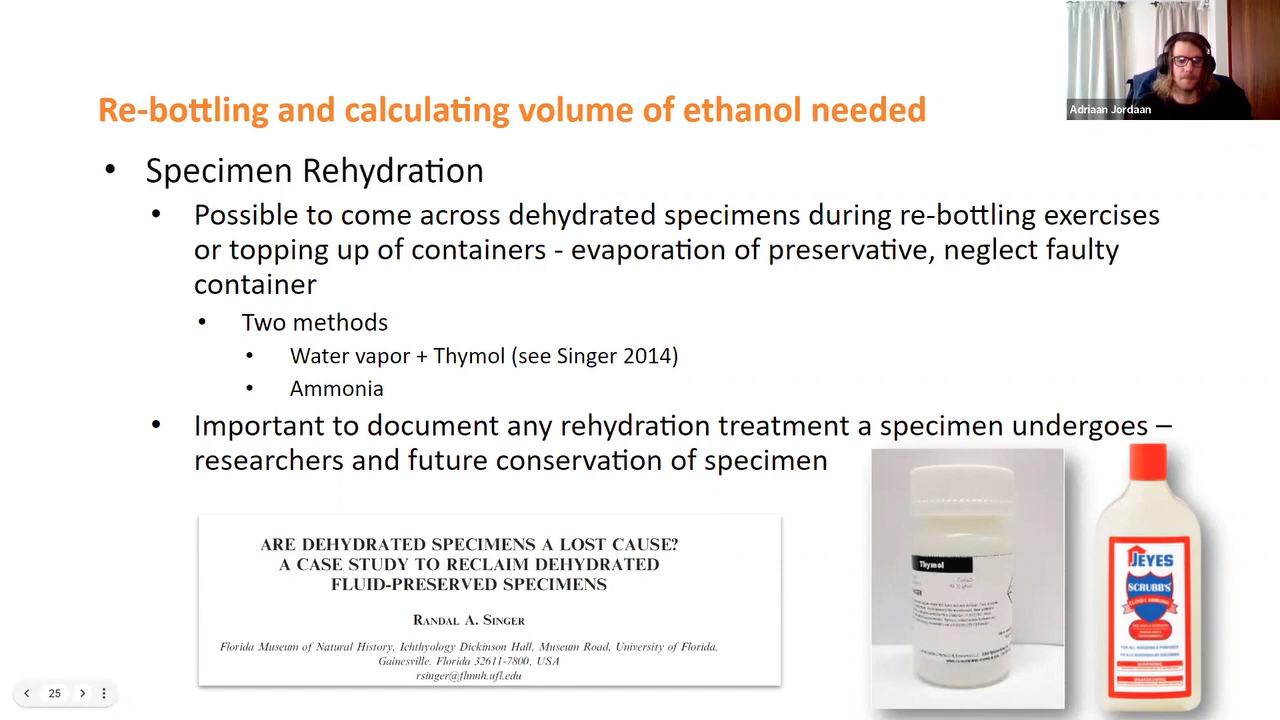 Adriaan Jordaan
Re-bottling and calculating volume of ethanol needed
• Specimen Rehydration
• Possible to come across dehydrated specimens during re-bottling exercises
or topping up of containers - evaporation of preservative, neglect faulty
container
• Two methods
• Water vapor + Thymol (see Singer 2014)
• Ammonia
• Important to document any rehydration treatment a specimen undergoes –
researchers and future conservation of specimen
ARE DEHYDRATED SPECIMENS A LOST CAUSE?
A CASE STUDY TO RECLAIM DEHYDRATED
FLUID-PRESERVED SPECIMENS
RANDAL A. SINGER
Florida Museum of Natural History, Ichthyology Dickinson Hall, Museum Road, University of Florida,
Gainesville, Florida 32611-7800, USA
rsinger@flmnh.ufl.edu
Thymol
JEYES
SCRUBB'S
CLOUDY AMMONIA
25